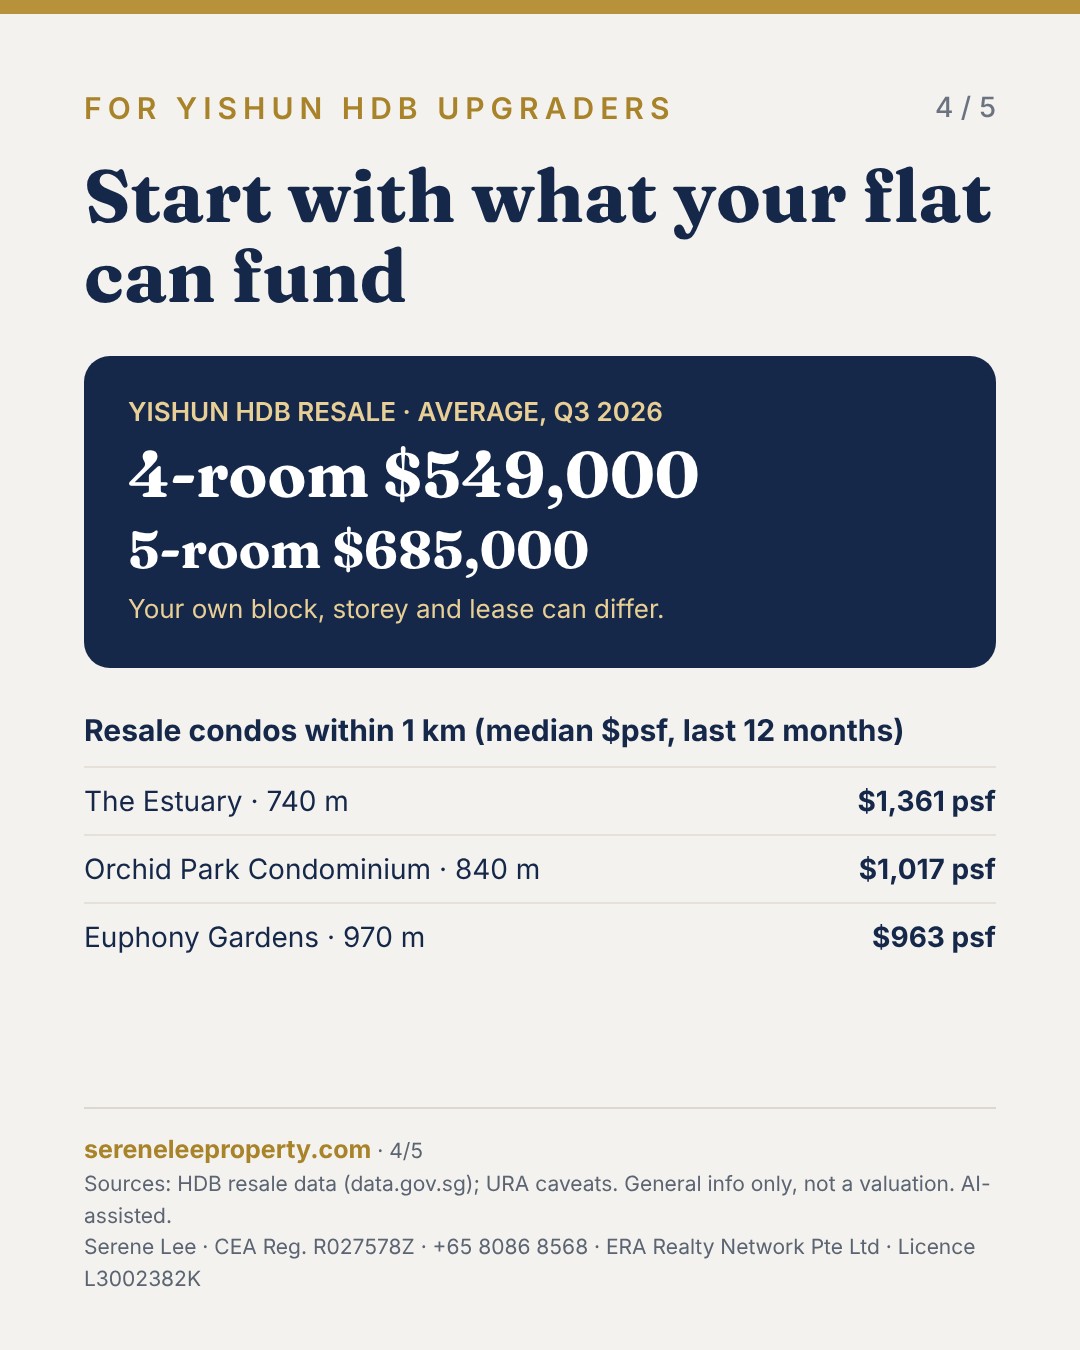 FOR YISHUN HDB UPGRADERS
4 / 5
Start with what your flat
can fund
YISHUN HDB RESALE · AVERAGE, Q3 2026
4-room $549,000
5-room $685,000
Your own block, storey and lease can differ.
Resale condos within 1 km (median $psf, last 12 months)
The Estuary · 740 m $1,361 psf
Orchid Park Condominium · 840 m $1,017 psf
Euphony Gardens · 970 m $963 psf
sereneleeproperty.com · 4/5
Sources: HDB resale data (data.gov.sg); URA caveats. General info only, not a valuation. AI-
assisted.
Serene Lee · CEA Reg. R027578Z · +65 8086 8568 · ERA Realty Network Pte Ltd · Licence
L3002382K